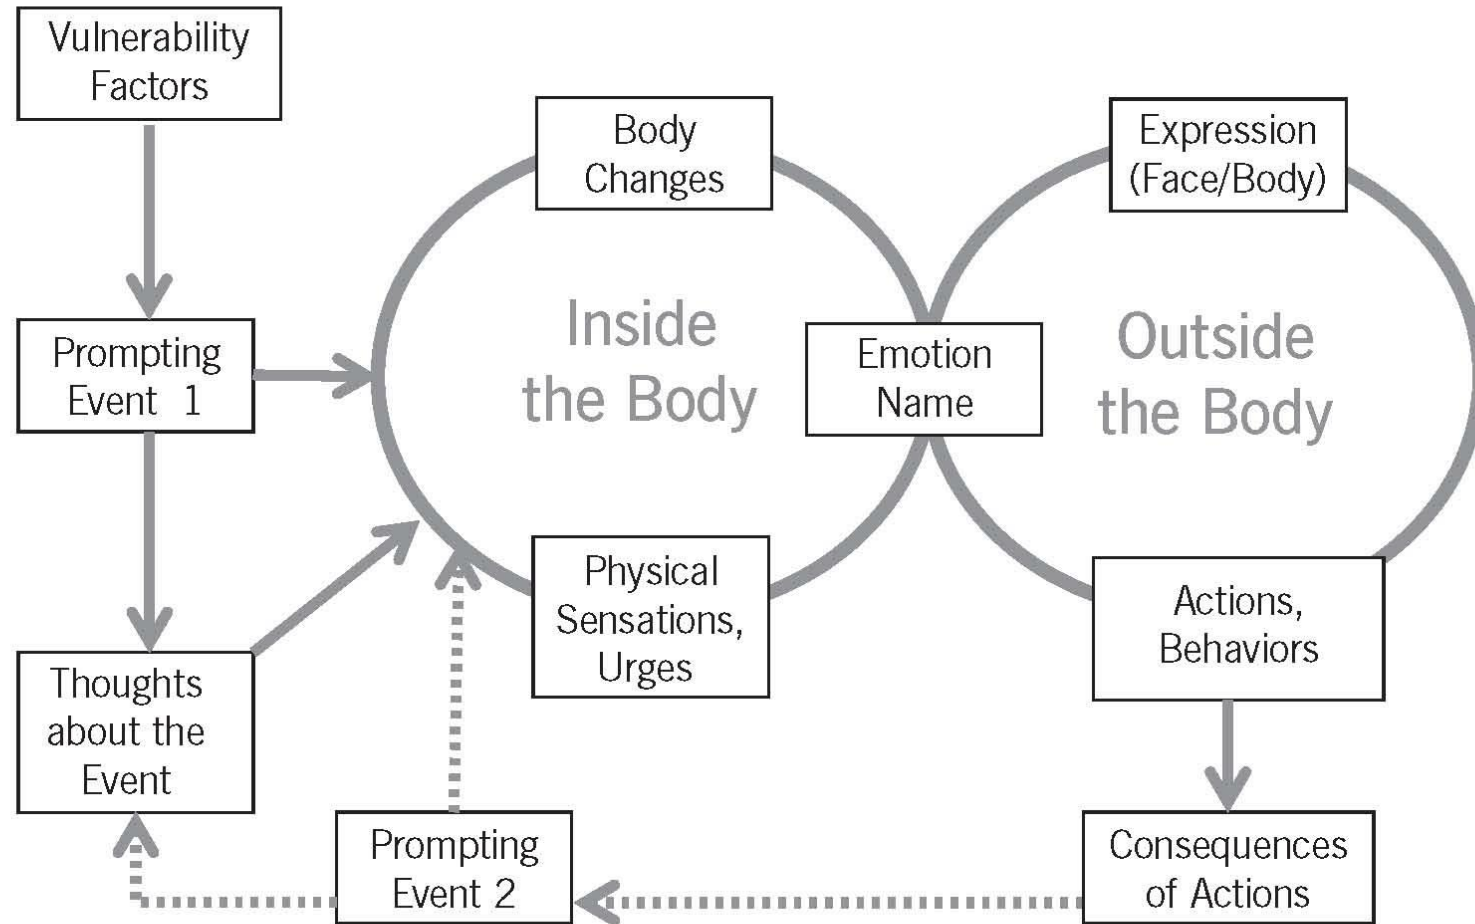 Vulnerability
Factors
Body
Changes
Expression
(Face/Body)
Inside
the Body
Outside
the Body
Prompting
Event 1
Emotion
Name
Physical
Sensations,
Urges
Actions,
Behaviors
Thoughts
about the
Event
Prompting
Event 2
Consequences
of Actions